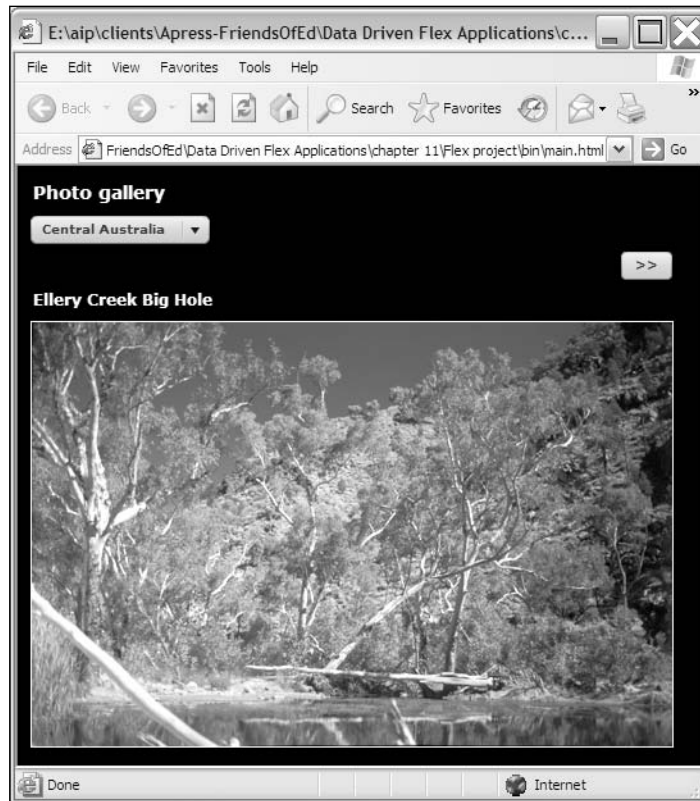 E:\aip\clients\Apress-FriendsOfEd\Data Driven Flex Applications\c...
File Edit View Favorites Tools Help
Back Search Favorites »
Address FriendsOfEd\Data Driven Flex Applications\chapter 11\Flex project\bin\main.html Go
Photo gallery
Central Australia
>>
Ellery Creek Big Hole
Done Internet